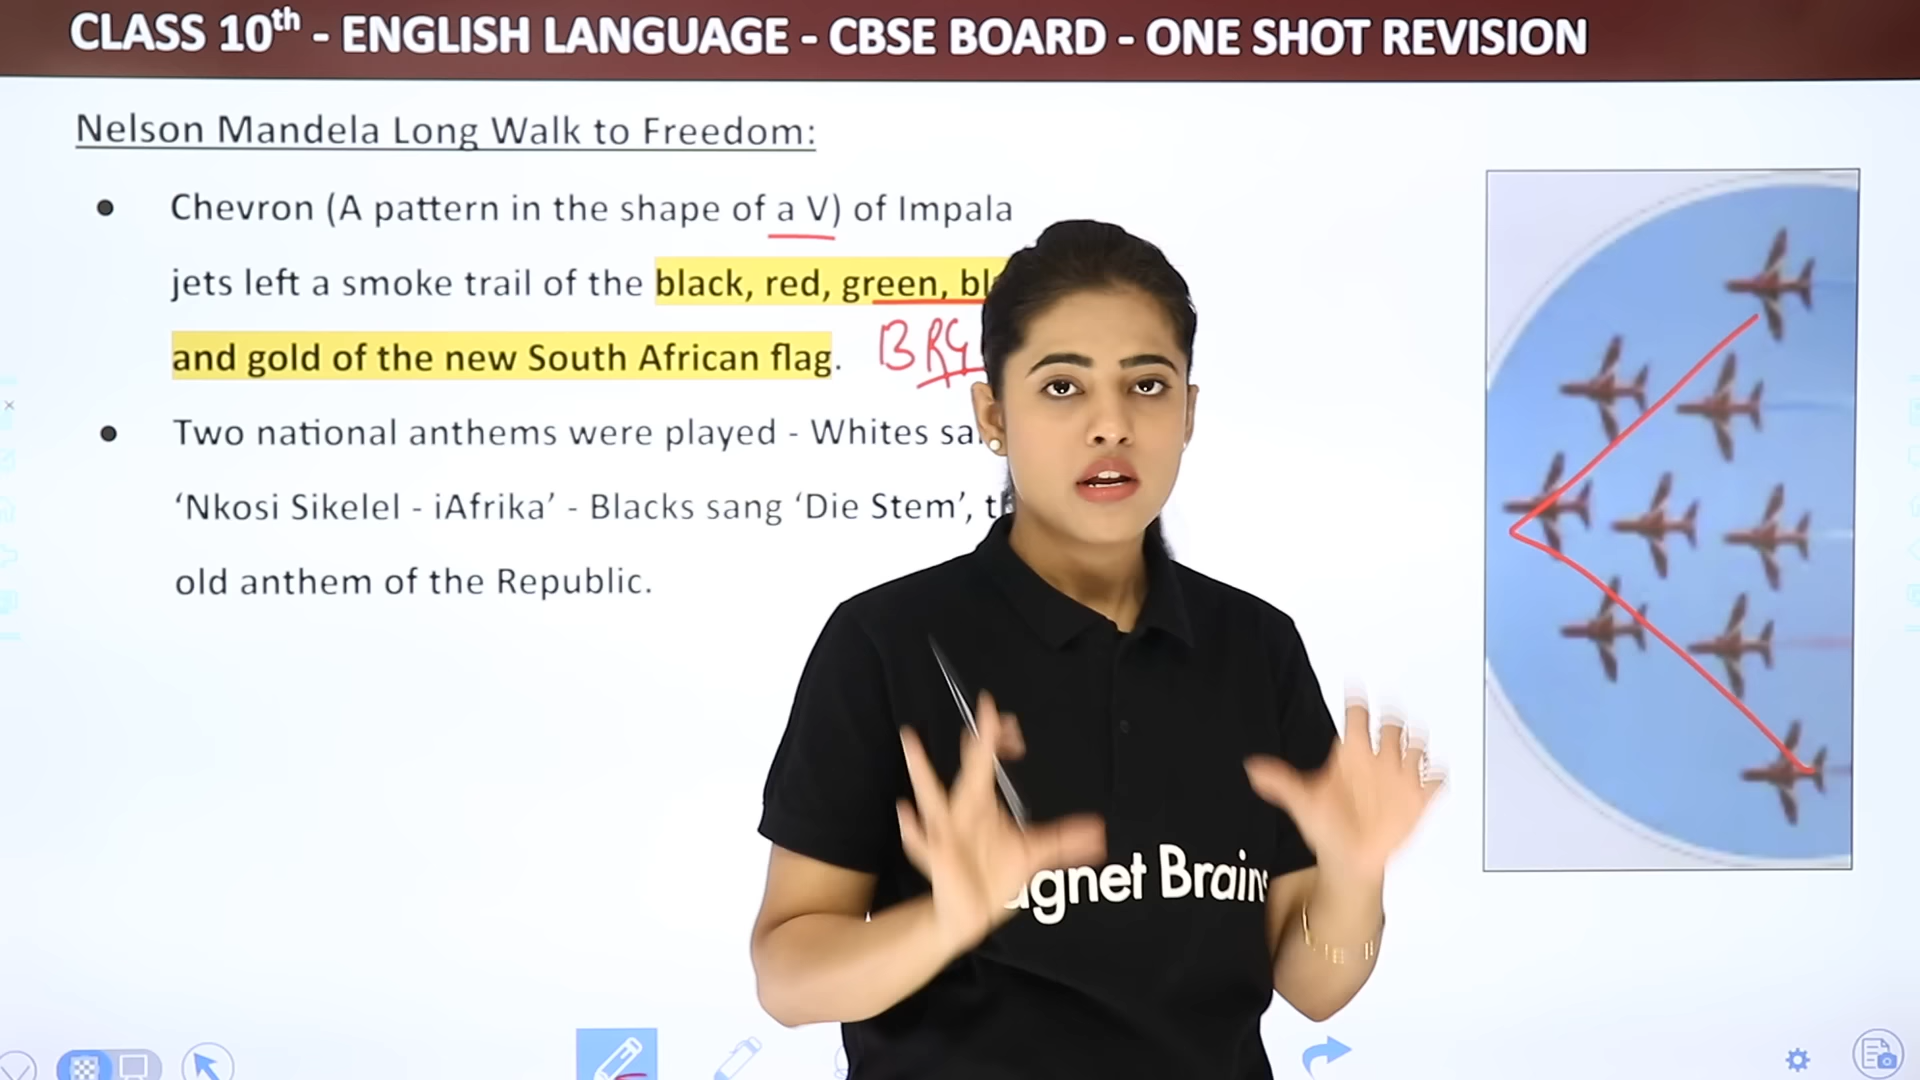 CLASS 10th - ENGLISH LANGUAGE - CBSE BOARD - ONE SHOT REVISION
Nelson Mandela Long Walk to Freedom:
• Chevron (A pattern in the shape of a V) of Impala
jets left a smoke trail of the black, red, green,
and gold of the new South African flag. BRG
• Two national anthems were played - Whites
‘Nkosi Sikelel - iAfrika’ - Blacks sang ‘Die Stem’,
old anthem of the Republic.
gnet Brains